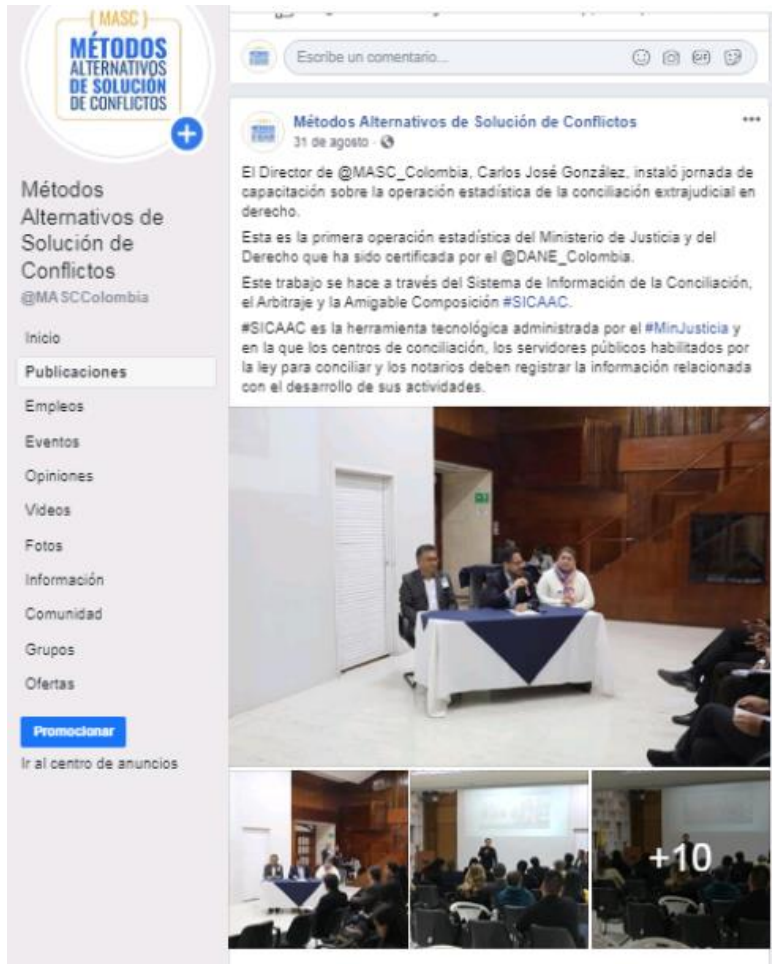 { MASC }
MÉTODOS
ALTERNATIVOS
DE SOLUCIÓN
DE CONFLICTOS
Métodos
Alternativos de
Solución de
Conflictos
@MASCColombia
Inicio
Publicaciones
Empleos
Eventos
Opiniones
Videos
Fotos
Información
Comunidad
Grupos
Ofertas
Promocionar
Ir al centro de anuncios
Escribe un comentario...
GIF
Métodos Alternativos de Solución de Conflictos
31 de agosto ·
El Director de @MASC_Colombia, Carlos José González, instaló jornada de
capacitación sobre la operación estadística de la conciliación extrajudicial en
derecho.
Esta es la primera operación estadística del Ministerio de Justicia y del
Derecho que ha sido certificada por el @DANE_Colombia.
Este trabajo se hace a través del Sistema de Información de la Conciliación,
el Arbitraje y la Amigable Composición #SICAAC.
#SICAAC es la herramienta tecnológica administrada por el #MinJusticia y
en la que los centros de conciliación, los servidores públicos habilitados por
la ley para conciliar y los notarios deben registrar la información relacionada
con el desarrollo de sus actividades.
+10